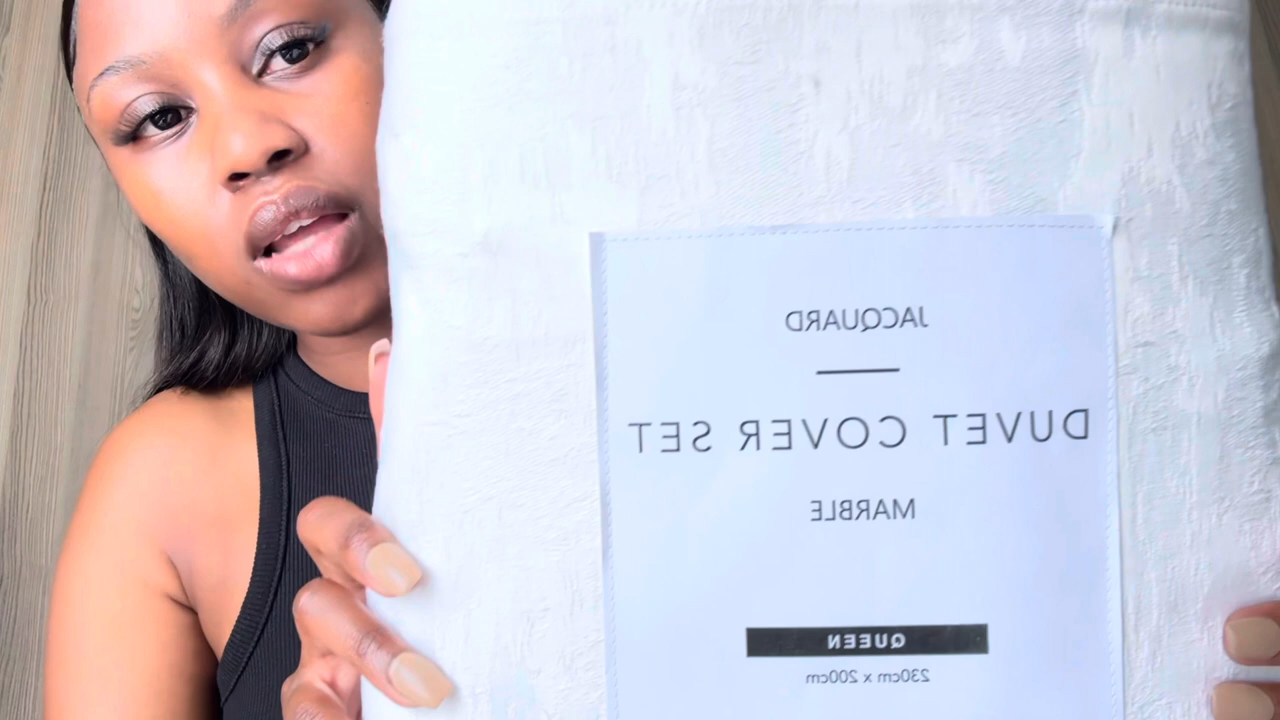 JACQUARD
DUVET COVER SET
MARBLE
QUEEN
230cm x 200cm